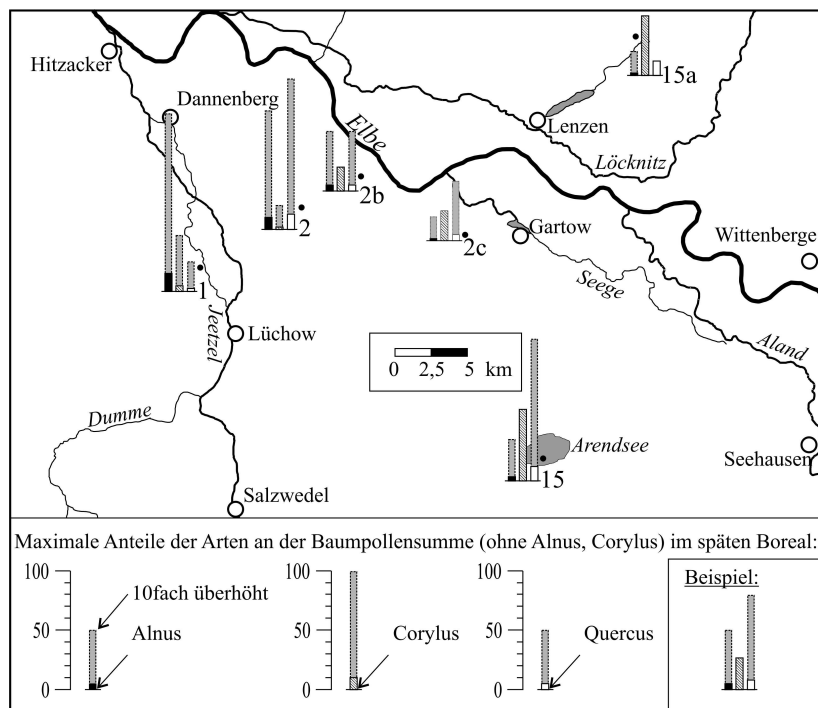 Hitzacker
Dannenberg
Elbe
Lenzen
15a
Löcknitz
2b
2
2c
Gartow
Wittenberge
Seege
1
Jeetzel
Lüchow
0 2,5 5 km
Aland
Dumme
Arendsee
15
Seehausen
Salzwedel
Maximale Anteile der Arten an der Baumpollensumme (ohne Alnus, Corylus) im späten Boreal:
100
50
0
10fach überhöht
Alnus
100
50
0
Corylus
100
50
0
Quercus
Beispiel: